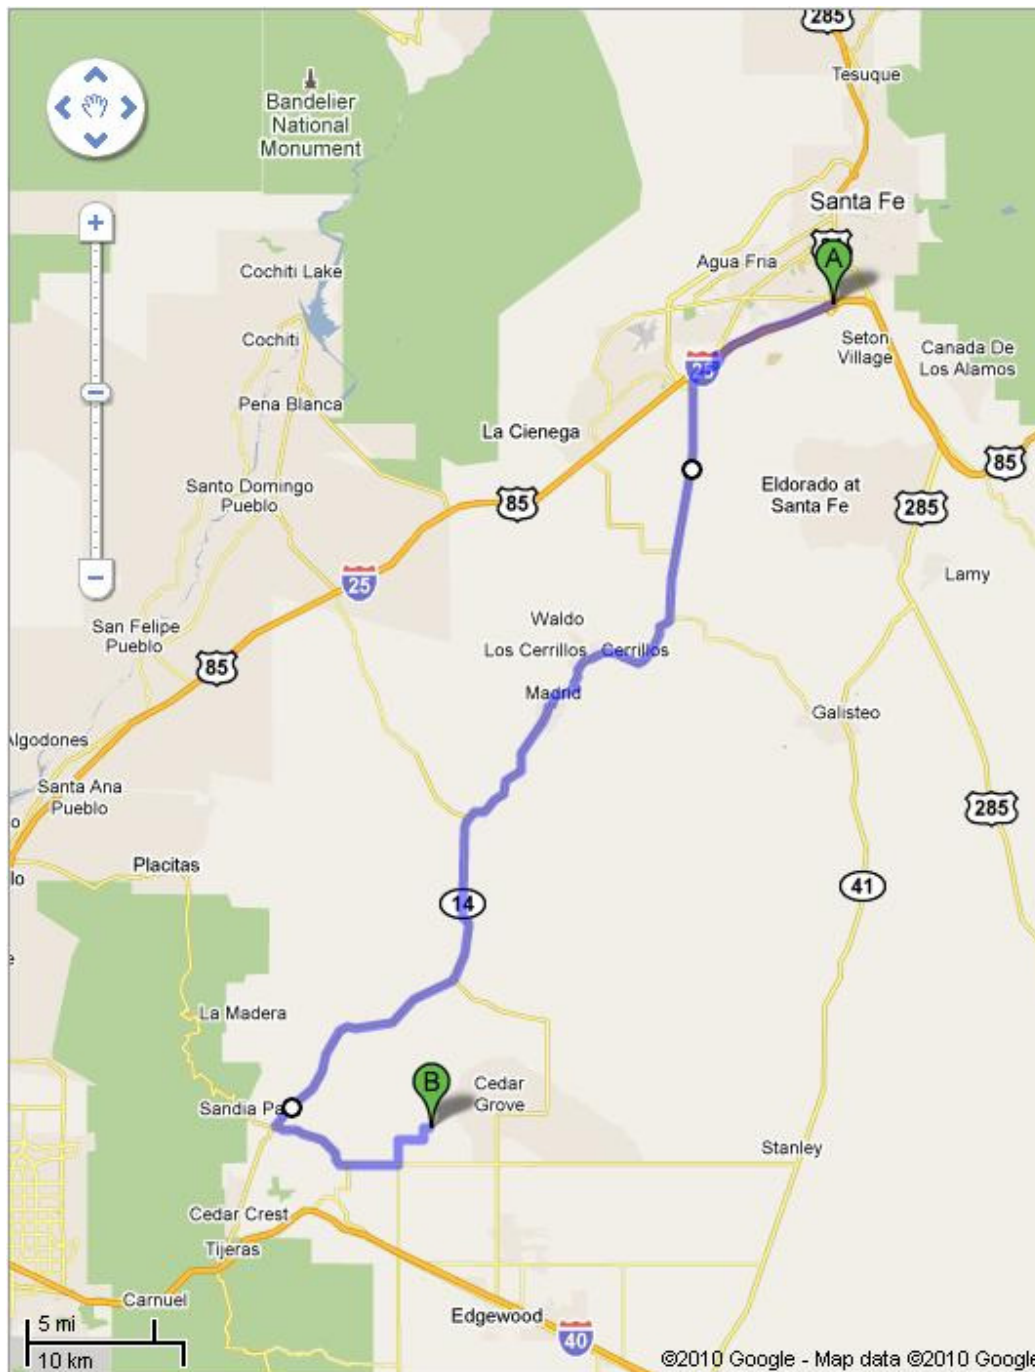 285
Tesuque
Bandelier
National
Monument
Santa Fe
A
Agua Fria
Cochiti Lake
Cochiti
Seton
Village
Canada De
Los Alamos
25
Pena Blanca
La Cienega
85
Eldorado at
Santa Fe
Santo Domingo
Pueblo
85
285
25
Lamy
Waldo
San Felipe
Pueblo
Los Cerrillos
Cerrillos
85
Madrid
Galisteo
Algodones
Santa Ana
Pueblo
285
o
Placitas
lo
41
14
e
La Madera
B
Cedar
Grove
Sandia Pa
Stanley
Cedar Crest
Tijeras
Carnuel
Edgewood
5 mi
40
10 km
©2010 Google - Map data ©2010 Google